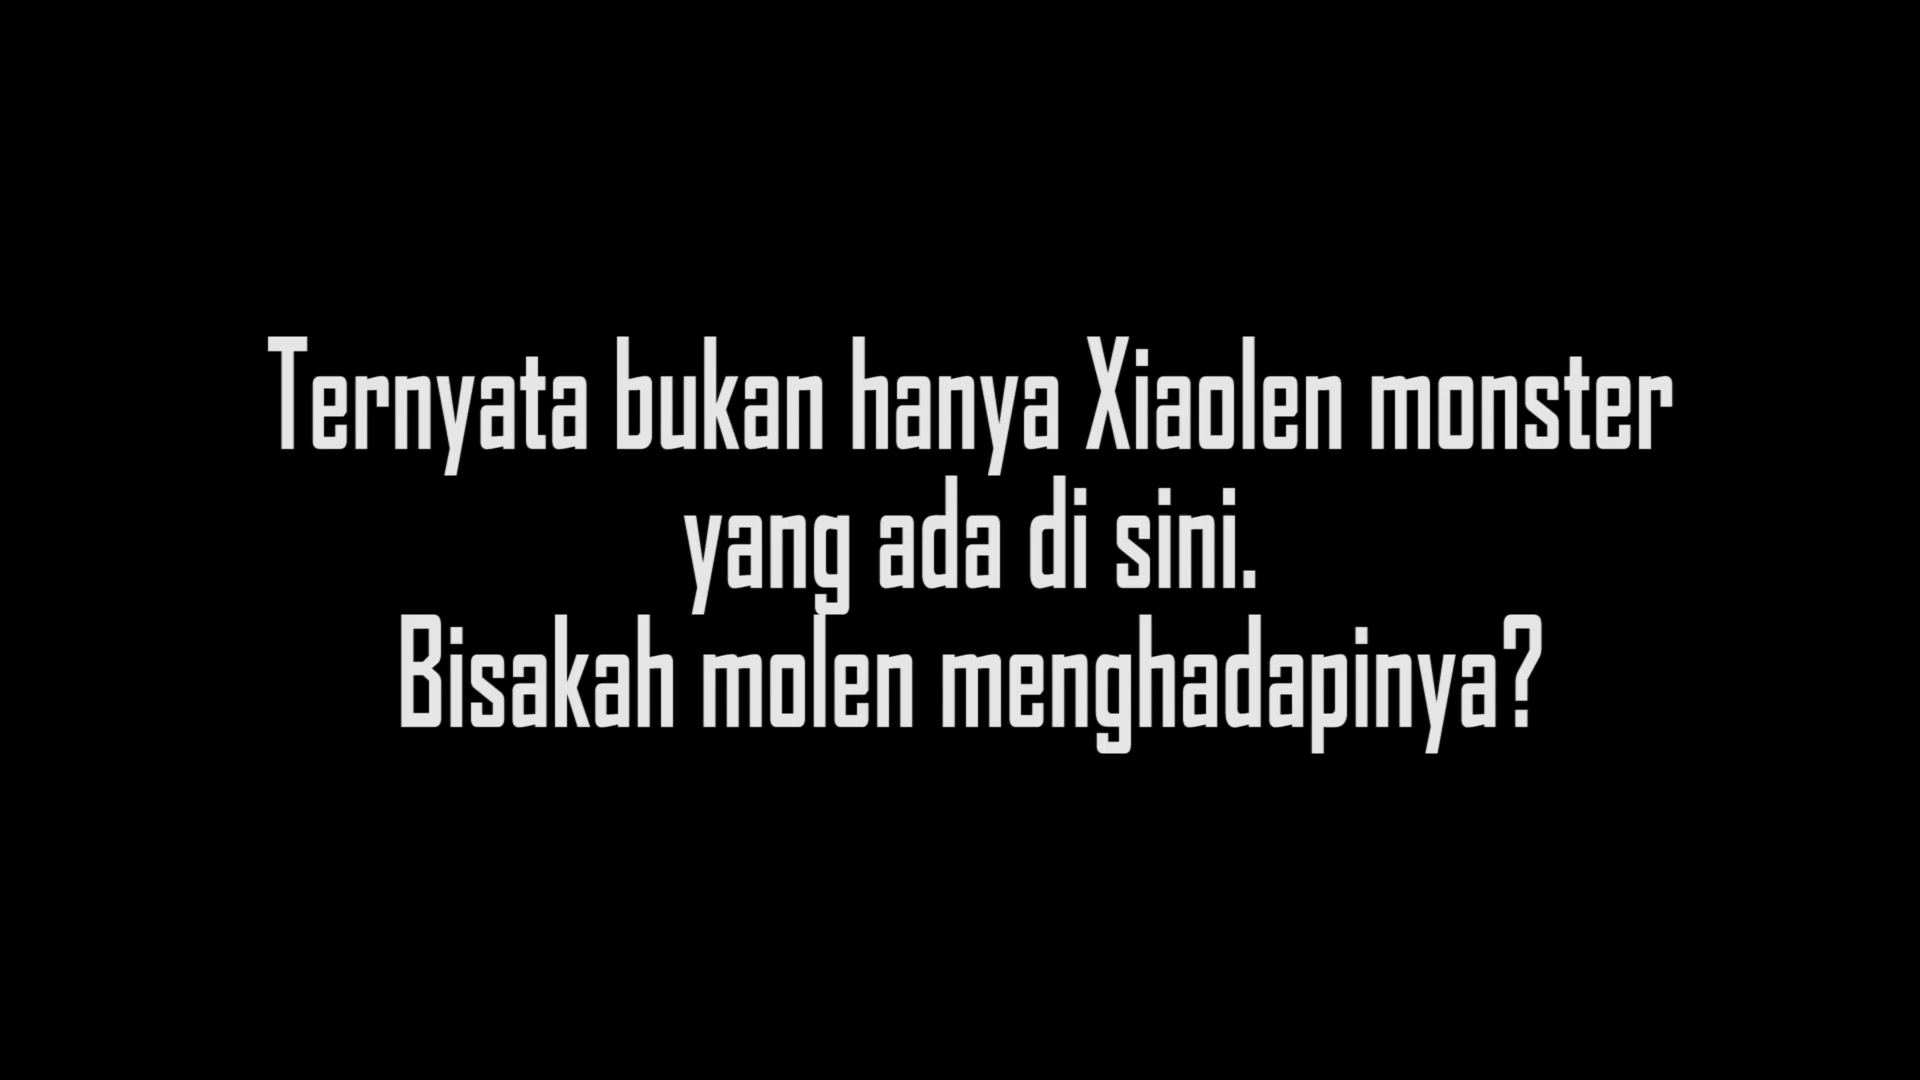 Ternyata bukan hanya Xiaolen monster
yang ada di sini.
Bisakah molen menghadapinya?